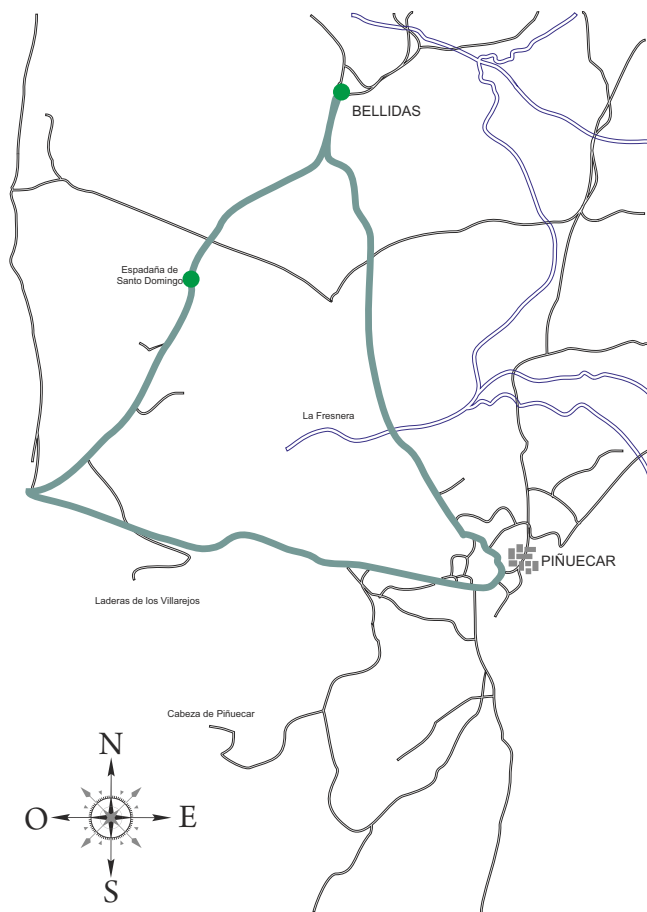 BELLIDAS
Espadaña de
Santo Domingo
La Fresnera
PIÑUECAR
Laderas de los Villarejos
Cabeza de Piñuecar
N
O
E
S